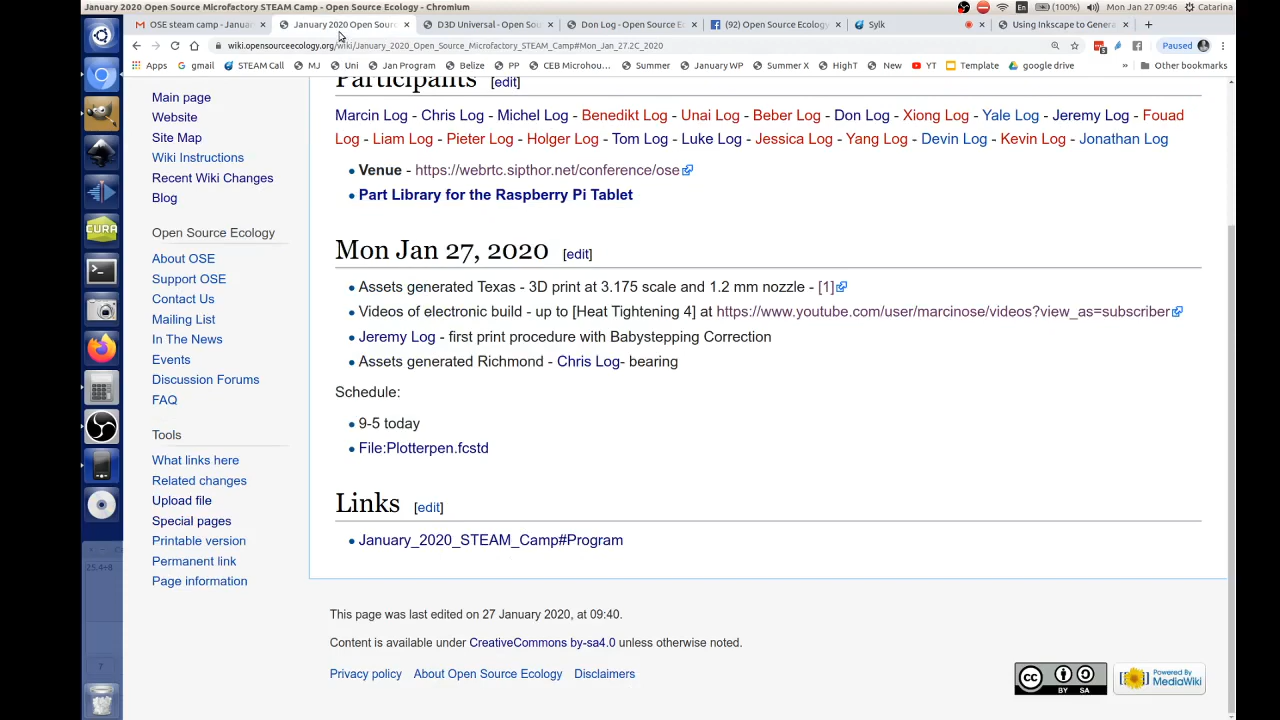 January 2020 Open Source Microfactory STEAM Camp - Open Source Ecology - Chromium
(100%) Mon Jan 27 09:46 Catarina
OSE steam camp - Januar
January 2020 Open Sourc
D3D Universal - Open So
Don Log - Open Source E
(92) Open Source Ecology
Sylk
Using Inkscape to Genera
wiki.opensourceecology.org/wiki/January_2020_Open_Source_Microfactory_STEAM_Camp#Mon_Jan_27.2C_2020
Paused
Apps gmail STEAM Call MJ Uni Jan Program Belize PP CEB Microhou... Summer January WP Summer X HighT New YT Template google drive » Other bookmarks
Participants [edit]
Marcin Log - Chris Log - Michel Log - Benedikt Log - Unai Log - Beber Log - Don Log - Xiong Log - Yale Log - Jeremy Log - Fouad
Log - Liam Log - Pieter Log - Holger Log - Tom Log - Luke Log - Jessica Log - Yang Log - Devin Log - Kevin Log - Jonathan Log
Venue - https://webrtc.sipthor.net/conference/ose
Part Library for the Raspberry Pi Tablet
Mon Jan 27, 2020 [edit]
Assets generated Texas - 3D print at 3.175 scale and 1.2 mm nozzle - [1]
Videos of electronic build - up to [Heat Tightening 4] at https://www.youtube.com/user/marcinose/videos?view_as=subscriber
Jeremy Log - first print procedure with Babystepping Correction
Assets generated Richmond - Chris Log- bearing
Schedule:
9-5 today
File:Plotterpen.fcstd
Links [edit]
January_2020_STEAM_Camp#Program
Main page
Website
Site Map
Wiki Instructions
Recent Wiki Changes
Blog
Open Source Ecology
About OSE
Support OSE
Contact Us
Mailing List
In The News
Events
Discussion Forums
FAQ
Tools
What links here
Related changes
Upload file
Special pages
Printable version
Permanent link
Page information
CURA
25.4÷8
7
This page was last edited on 27 January 2020, at 09:40.
Content is available under CreativeCommons by-sa4.0 unless otherwise noted.
Privacy policy About Open Source Ecology Disclaimers
CC BY SA
Powered By MediaWiki